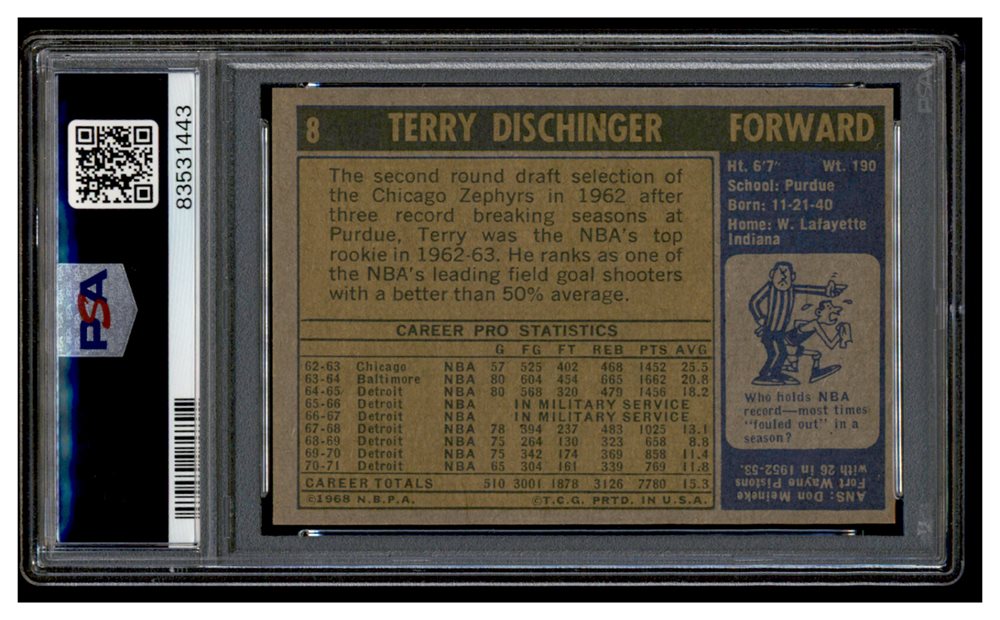 83531443
PSA
8 TERRY DISCHINGER FORWARD
The second round draft selection of
the Chicago Zephyrs in 1962 after
three record breaking seasons at
Purdue, Terry was the NBA's top
rookie in 1962-63. He ranks as one of
the NBA's leading field goal shooters
with a better than 50% average.
Ht. 6'7" Wt. 190
School: Purdue
Born: 11-21-40
Home: W. Lafayette
Indiana
CAREER PRO STATISTICS
G FG FT REB PTS AVG
62-63 Chicago NBA 57 525 402 468 1452 25.5
63-64 Baltimore NBA 80 604 454 665 1662 20.8
64-65 Detroit NBA 80 568 320 479 1456 18.2
65-66 Detroit NBA IN MILITARY SERVICE
66-67 Detroit NBA IN MILITARY SERVICE
67-68 Detroit NBA 78 394 237 483 1025 13.1
68-69 Detroit NBA 75 264 130 323 658 8.8
69-70 Detroit NBA 75 342 174 369 858 11.4
70-71 Detroit NBA 65 304 161 339 769 11.8
CAREER TOTALS 510 3001 1878 3126 7780 15.3
©1968 N.B.P.A. ©T.C.G. PRTD. IN U.S.A.
Who holds NBA
record—most times
"fouled out" in a
season?
ANS: Don Meineke
Fort Wayne Pistons
with 26 in 1952-53.